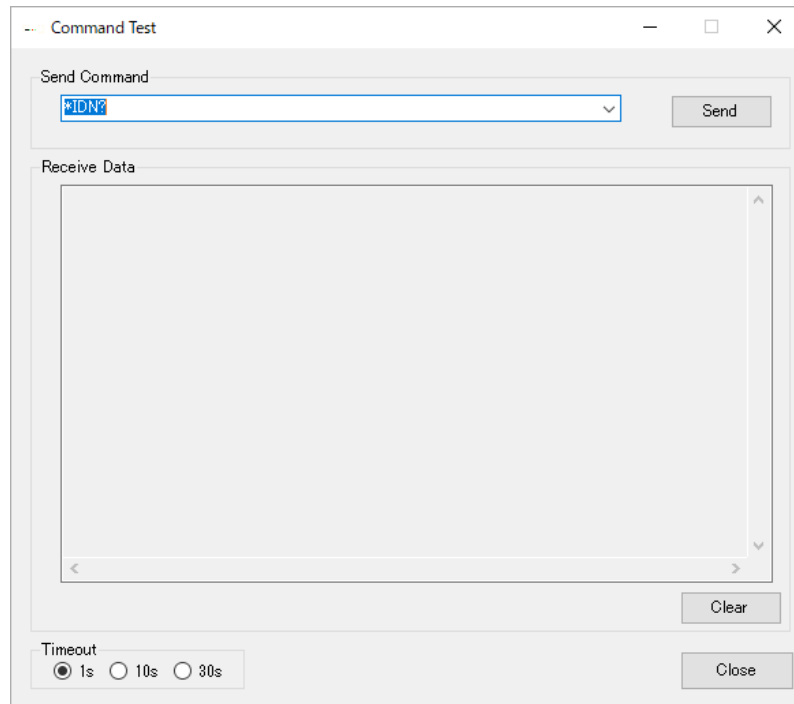 Command Test
Send Command
*IDN?
Send
Receive Data
Clear
Timeout
1s 10s 30s
Close